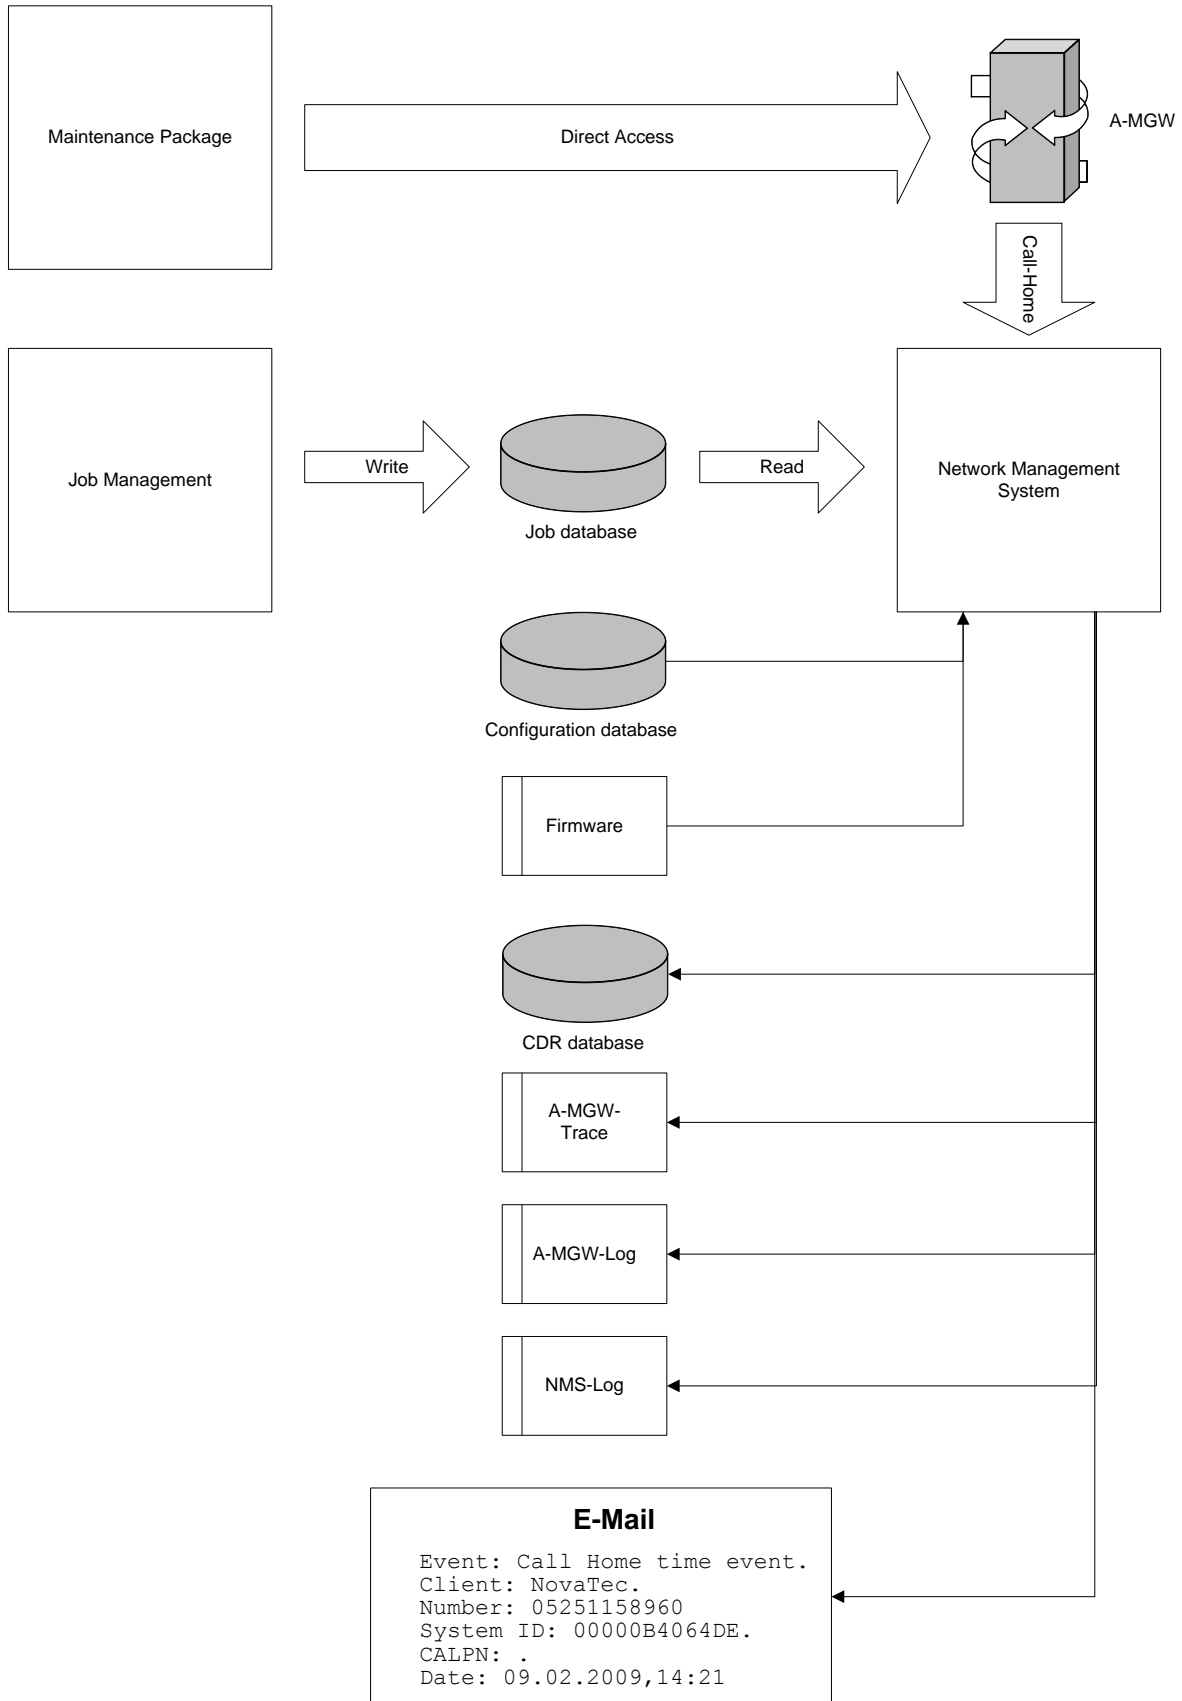 Maintenance Package
Direct Access
A-MGW
Call-Home
Job Management
Write
Job database
Read
Network Management
System
Configuration database
Firmware
CDR database
A-MGW-
Trace
A-MGW-Log
NMS-Log
E-Mail
Event: Call Home time event.
Client: NovaTec.
Number: 05251158960
System ID: 00000B4064DE.
CALPN: .
Date: 09.02.2009,14:21